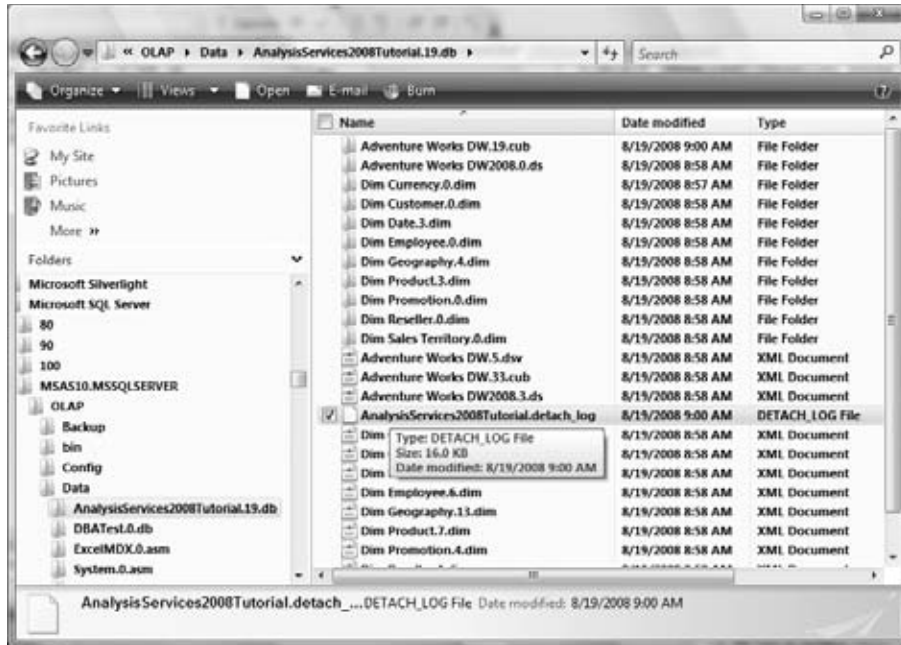 « OLAP ▸ Data ▸ AnalysisServices2008Tutorial.19.db ▸ Search
Organize Views Open E-mail Burn
Favorite Links
My Site
Pictures
Music
More »
Folders
Microsoft Silverlight
Microsoft SQL Server
80
90
100
MSAS10.MSSQLSERVER
OLAP
Backup
bin
Config
Data
AnalysisServices2008Tutorial.19.db
DBATest.0.db
ExcelMDX.0.asm
System.0.asm
Name Date modified Type
Adventure Works DW.19.cub 8/19/2008 9:00 AM File Folder
Adventure Works DW2008.0.ds 8/19/2008 8:58 AM File Folder
Dim Currency.0.dim 8/19/2008 8:57 AM File Folder
Dim Customer.0.dim 8/19/2008 8:58 AM File Folder
Dim Date.3.dim 8/19/2008 8:58 AM File Folder
Dim Employee.0.dim 8/19/2008 8:58 AM File Folder
Dim Geography.4.dim 8/19/2008 8:58 AM File Folder
Dim Product.3.dim 8/19/2008 8:58 AM File Folder
Dim Promotion.0.dim 8/19/2008 8:58 AM File Folder
Dim Reseller.0.dim 8/19/2008 8:58 AM File Folder
Dim Sales Territory.0.dim 8/19/2008 8:58 AM File Folder
Adventure Works DW.5.dsv 8/19/2008 8:58 AM XML Document
Adventure Works DW.33.cub 8/19/2008 8:58 AM XML Document
Adventure Works DW2008.3.ds 8/19/2008 8:58 AM XML Document
AnalysisServices2008Tutorial.detach_log 8/19/2008 9:00 AM DETACH_LOG File
Dim 8/19/2008 8:58 AM XML Document
Dim 8/19/2008 8:58 AM XML Document
Dim 8/19/2008 8:58 AM XML Document
Type: DETACH_LOG File
Size: 16.0 KB
Date modified: 8/19/2008 9:00 AM
Dim Employee.6.dim 8/19/2008 8:58 AM XML Document
Dim Geography.13.dim 8/19/2008 8:58 AM XML Document
Dim Product.7.dim 8/19/2008 8:58 AM XML Document
Dim Promotion.4.dim 8/19/2008 8:58 AM XML Document
AnalysisServices2008Tutorial.detach_...DETACH_LOG File Date modified: 8/19/2008 9:00 AM